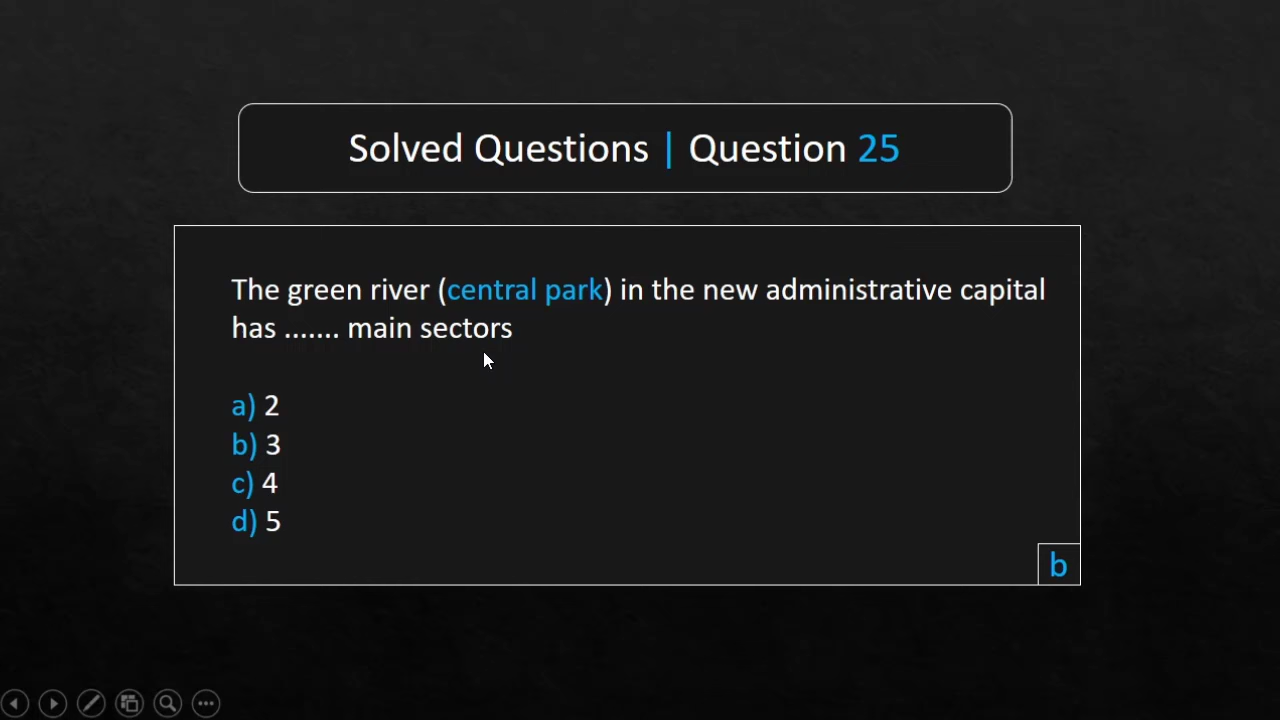 Solved Questions | Question 25
The green river (central park) in the new administrative capital
has ....... main sectors
a) 2
b) 3
c) 4
d) 5
b